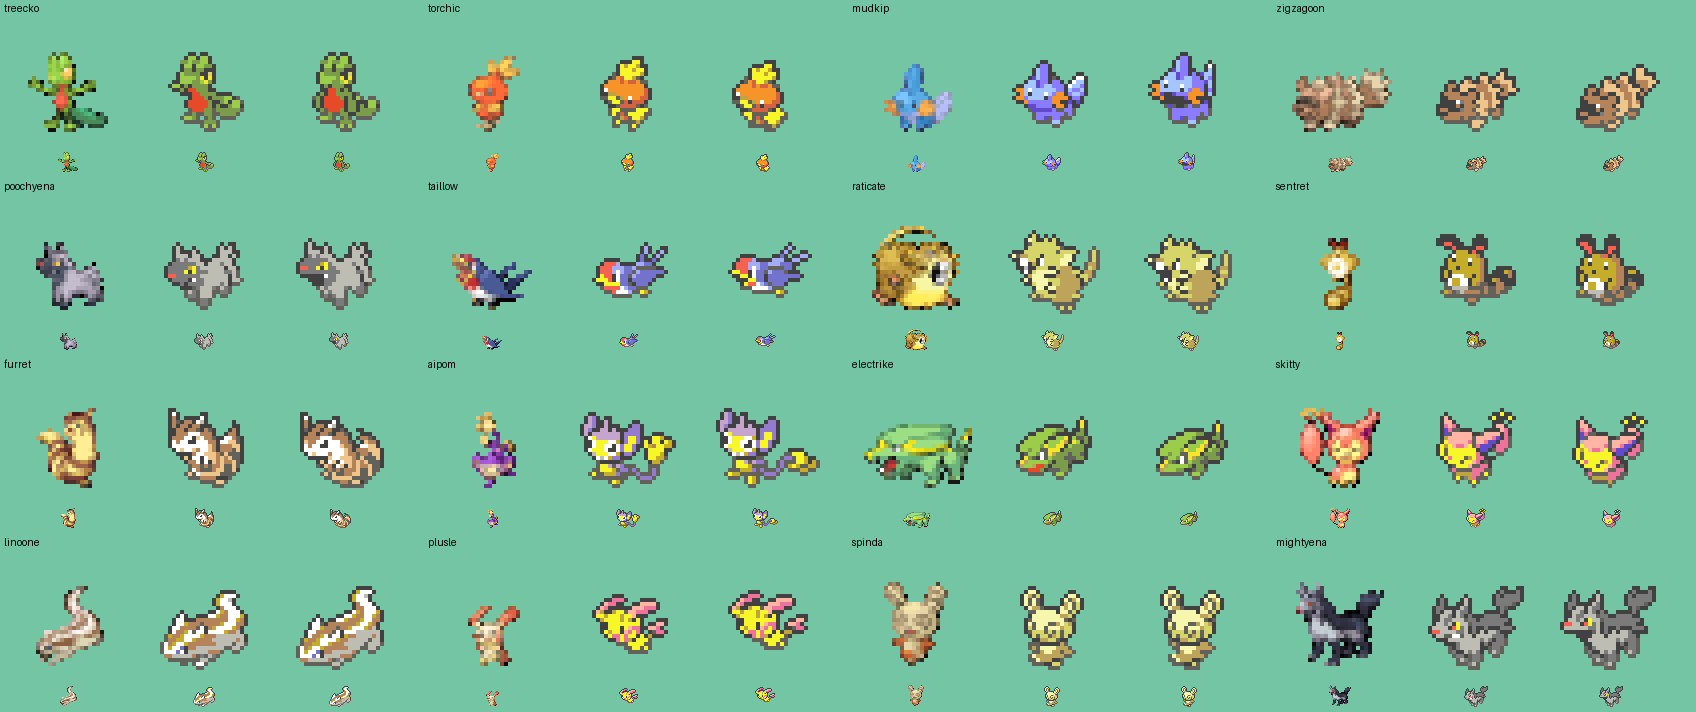 treecko
torchic
mudkip
zigzagoon
poochyena
taillow
raticate
sentret
furret
aipom
electrike
skitty
linoone
plusle
spinda
mightyena